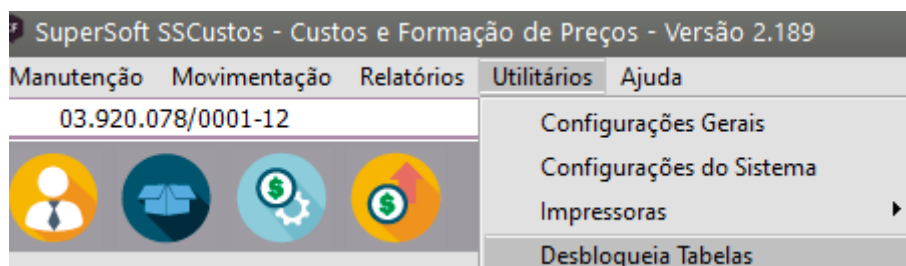 SuperSoft SSCustos - Custos e Formação de Preços - Versão 2.189
Manutenção Movimentação Relatórios Utilitários Ajuda
03.920.078/0001-12
Configurações Gerais
Configurações do Sistema
Impressoras
Desbloqueia Tabelas